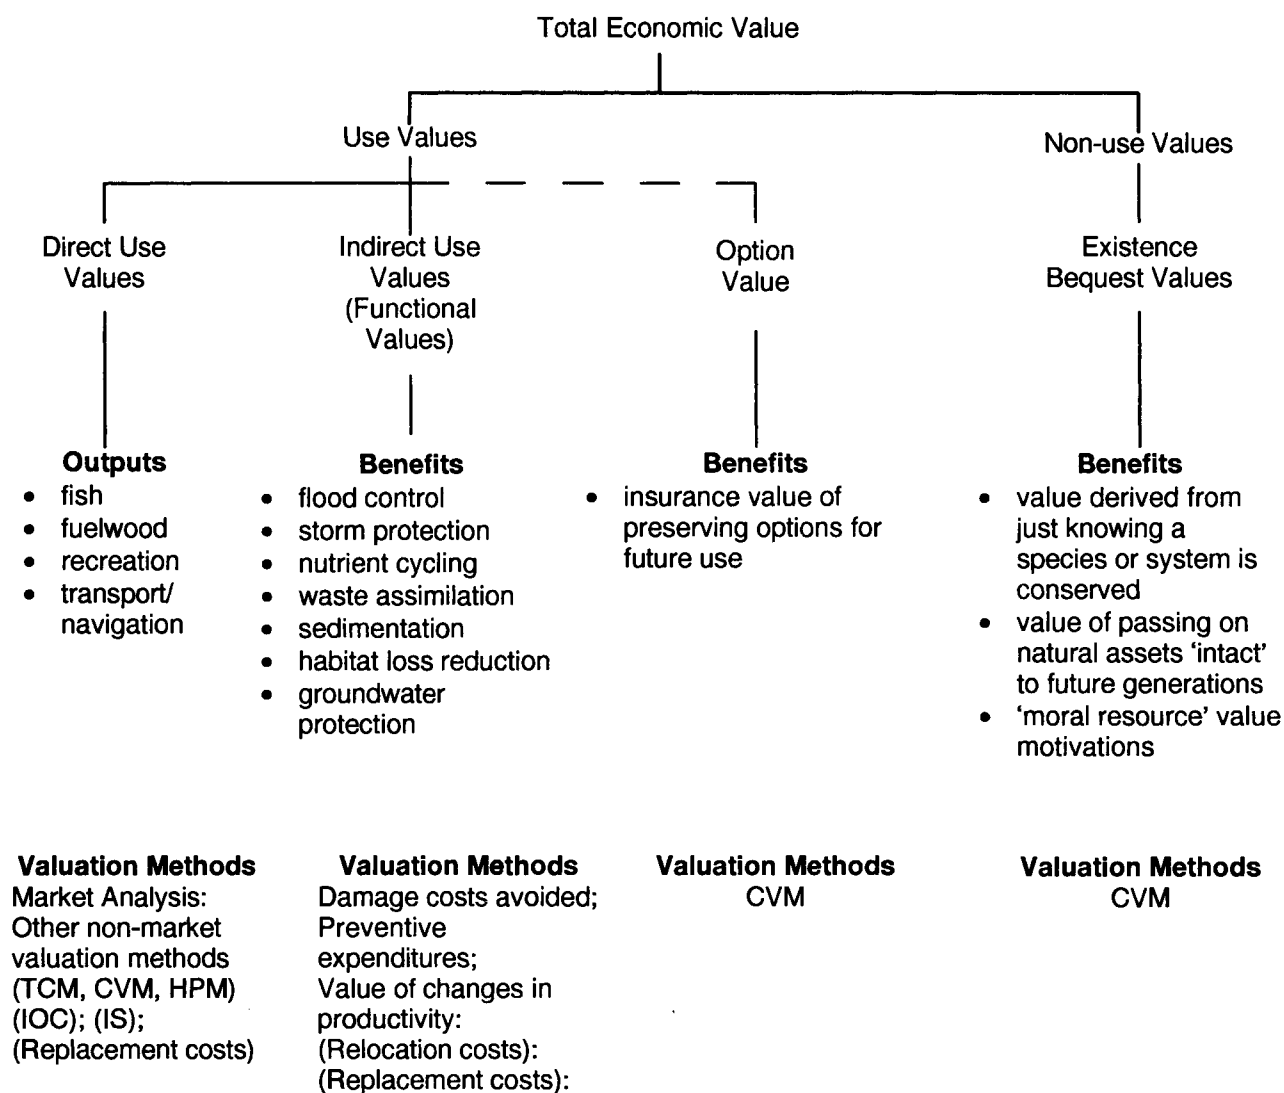 Total Economic Value
Use Values
Non-use Values
Direct Use
Values
Indirect Use
Values
(Functional
Values)
Option
Value
Existence
Bequest Values
Outputs
• fish
• fuelwood
• recreation
• transport/
navigation
Benefits
• flood control
• storm protection
• nutrient cycling
• waste assimilation
• sedimentation
• habitat loss reduction
• groundwater
protection
Benefits
• insurance value of
preserving options for
future use
Benefits
• value derived from
just knowing a
species or system is
conserved
• value of passing on
natural assets ‘intact’
to future generations
• ‘moral resource’ value
motivations
Valuation Methods
Market Analysis:
Other non-market
valuation methods
(TCM, CVM, HPM)
(IOC); (IS);
(Replacement costs)
Valuation Methods
Damage costs avoided;
Preventive
expenditures;
Value of changes in
productivity:
(Relocation costs):
(Replacement costs):
Valuation Methods
CVM
Valuation Methods
CVM